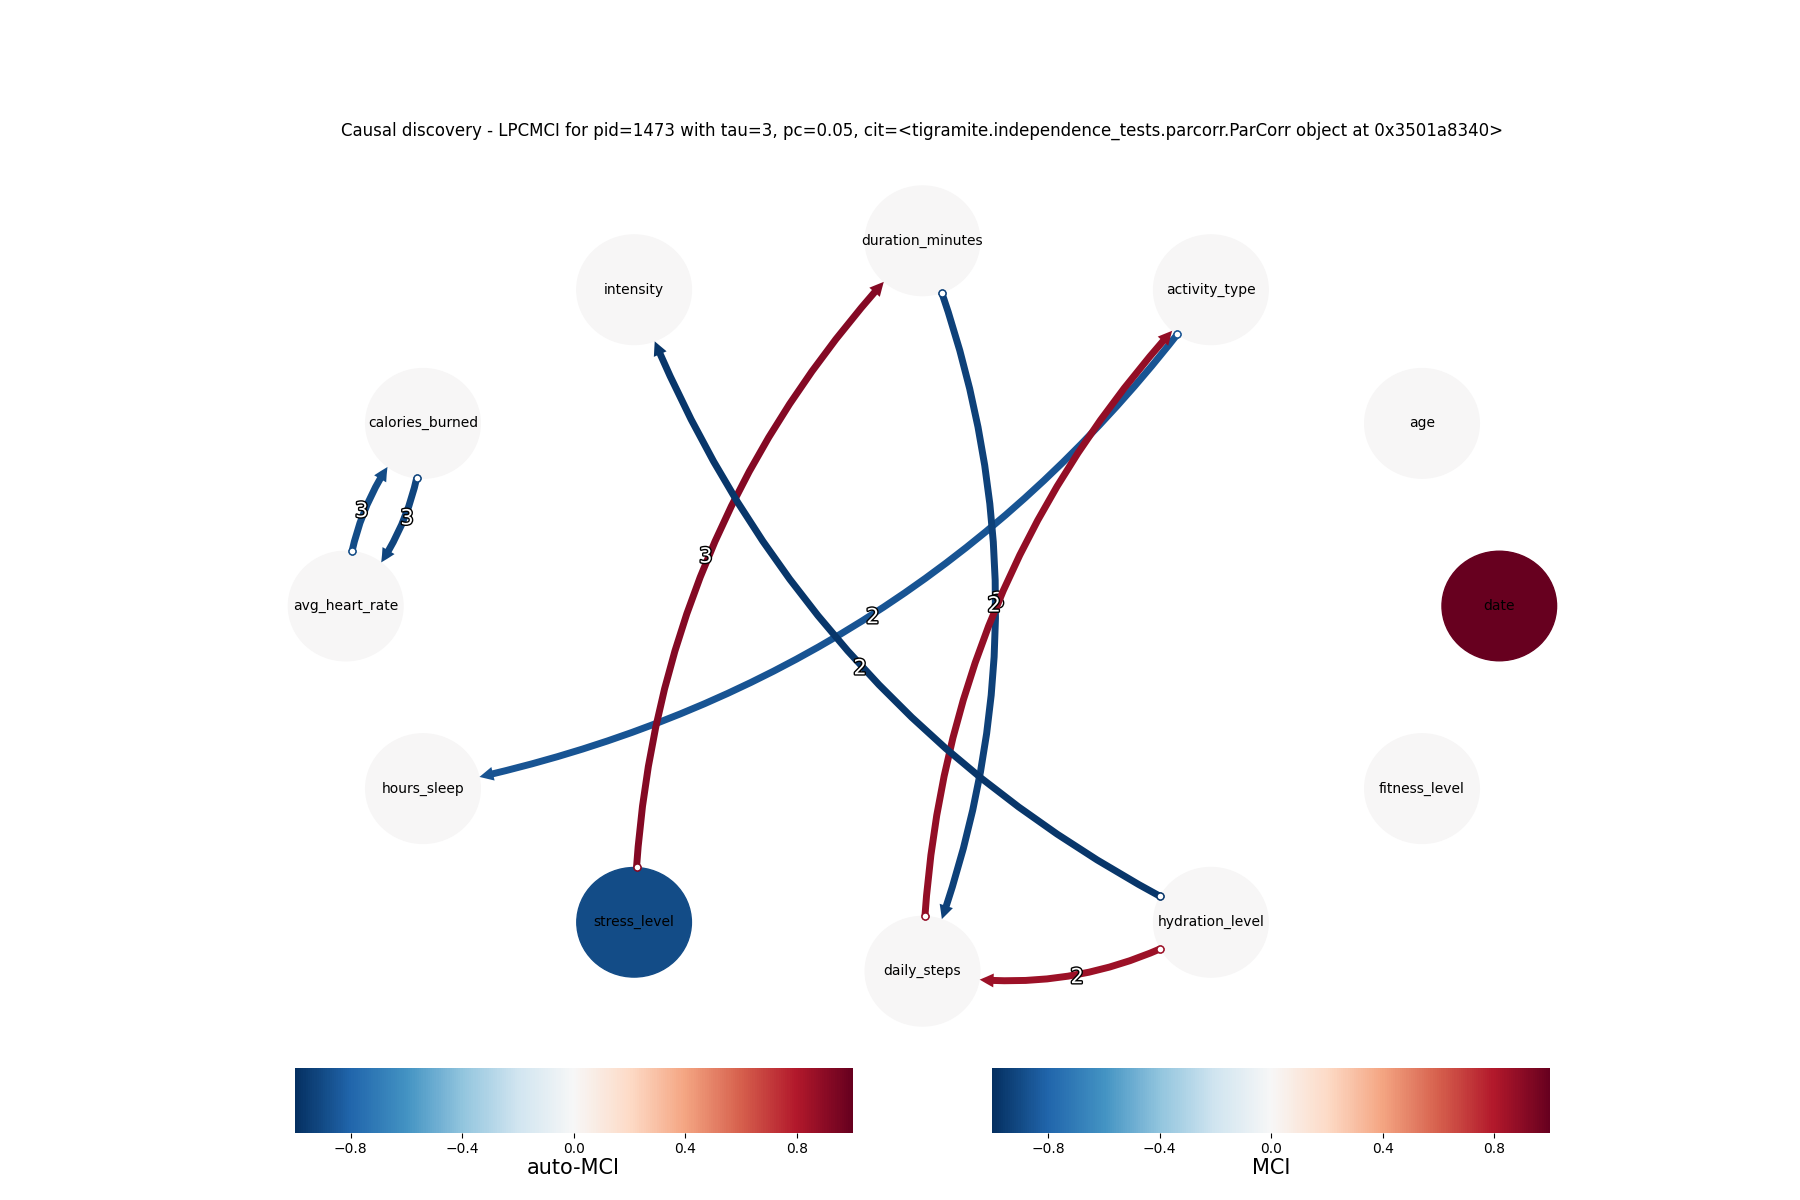 Causal discovery - LPCMCI for pid=1473 with tau=3, pc=0.05, cit=<tigramite.independence_tests.parcorr.ParCorr object at 0x3501a8340>
duration_minutes
intensity
activity_type
calories_burned
age
3
3
3
avg_heart_rate
date
2
2
2
hours_sleep
fitness_level
stress_level
hydration_level
daily_steps
2
−0.8 −0.4 0.0 0.4 0.8
auto-MCI
−0.8 −0.4 0.0 0.4 0.8
MCI